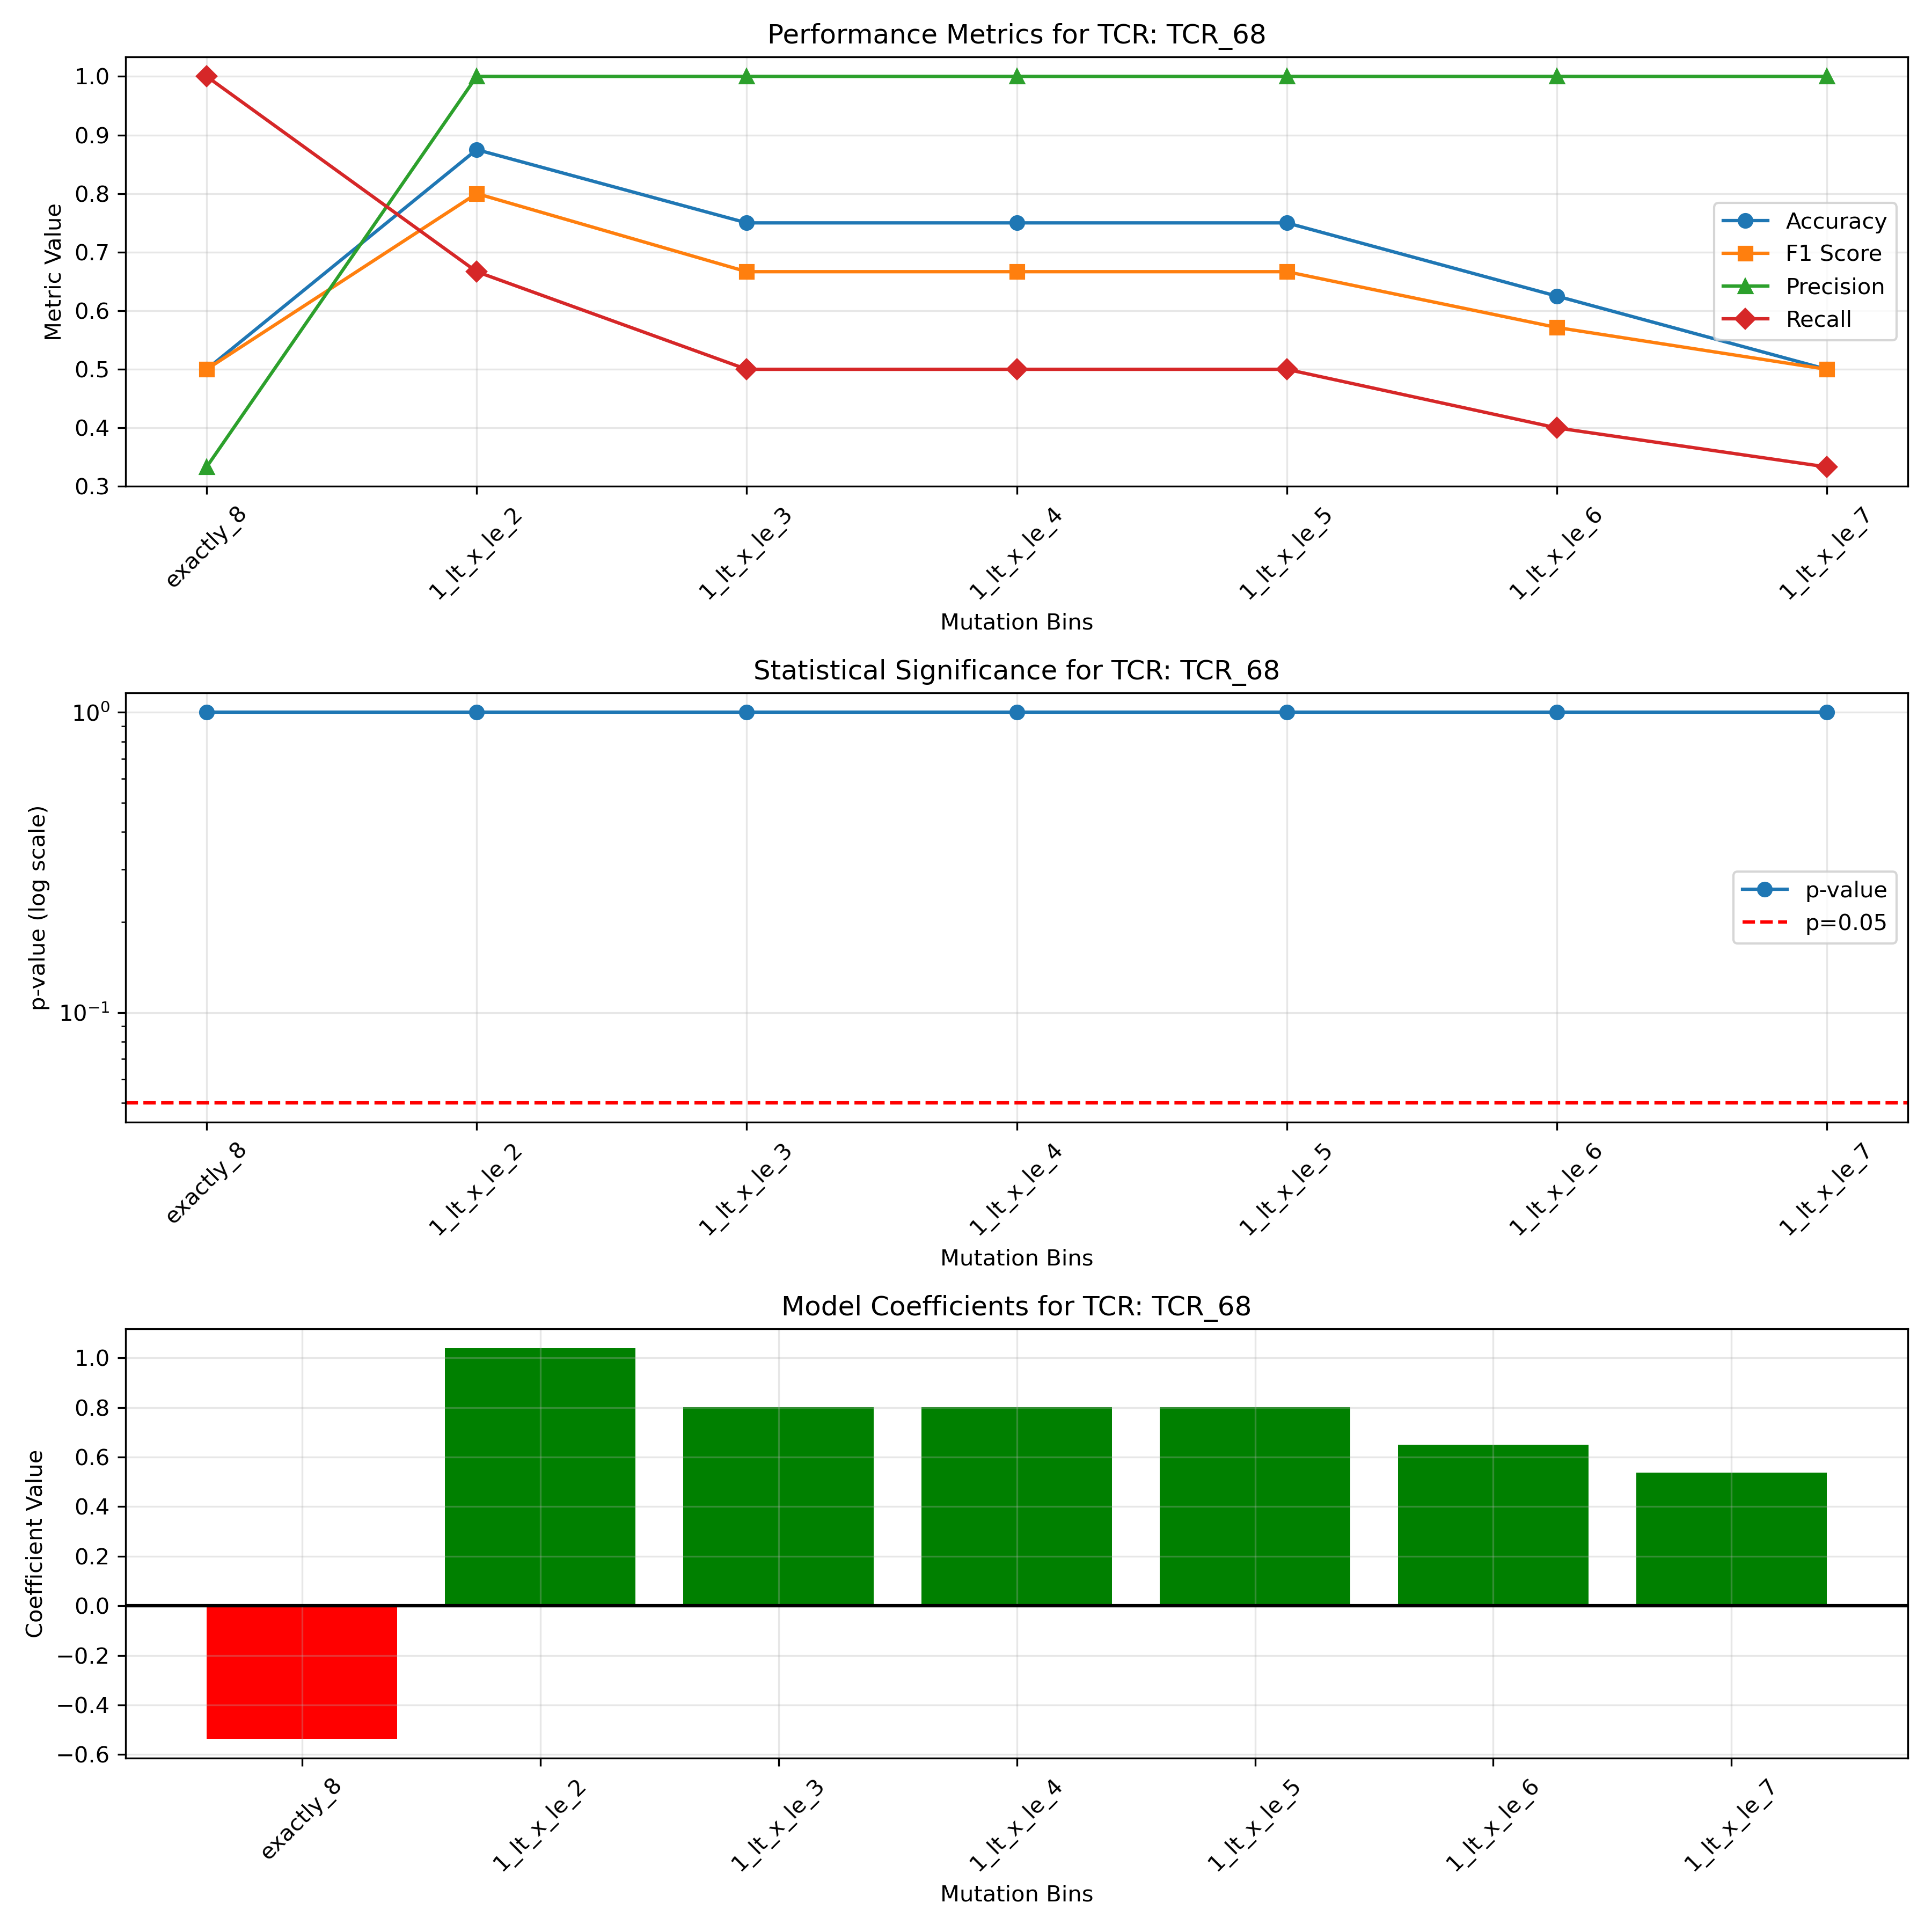 Performance Metrics for TCR: TCR_68
1.0
0.9
0.8
0.7
0.6
0.5
0.4
0.3
Metric Value
Accuracy
F1 Score
Precision
Recall
exactly_8
1_lt_x_le_2
1_lt_x_le_3
1_lt_x_le_4
1_lt_x_le_5
1_lt_x_le_6
1_lt_x_le_7
Mutation Bins
Statistical Significance for TCR: TCR_68
10⁰
10⁻¹
p-value (log scale)
p-value
p=0.05
exactly_8
1_lt_x_le_2
1_lt_x_le_3
1_lt_x_le_4
1_lt_x_le_5
1_lt_x_le_6
1_lt_x_le_7
Mutation Bins
Model Coefficients for TCR: TCR_68
1.0
0.8
0.6
0.4
0.2
0.0
−0.2
−0.4
−0.6
Coefficient Value
exactly_8
1_lt_x_le_2
1_lt_x_le_3
1_lt_x_le_4
1_lt_x_le_5
1_lt_x_le_6
1_lt_x_le_7
Mutation Bins